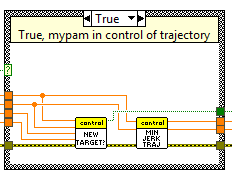 True
True, mypam in control of trajectory
?
control
NEW
TARGET?
control
MIN
JERK
TRAJ